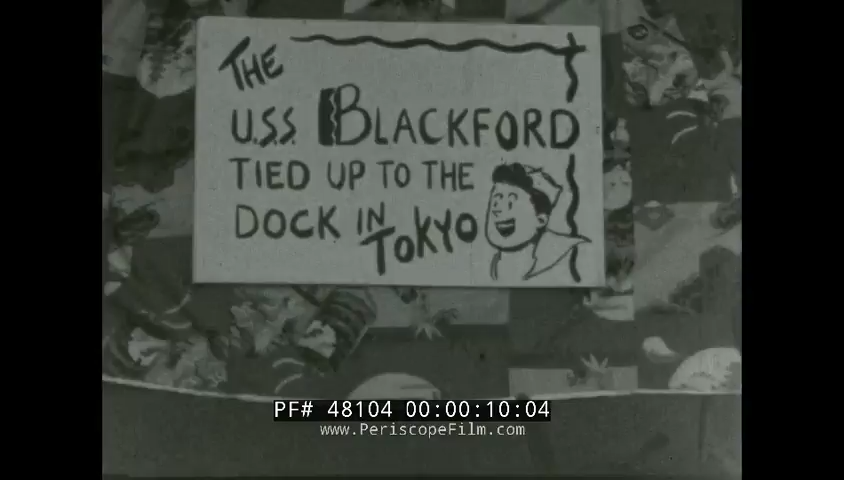 THE
U.S.S. BLACKFORD
TIED UP TO THE
DOCK IN TOKYO
PF# 48104 00:00:10:04
www.PeriscopeFilm.com